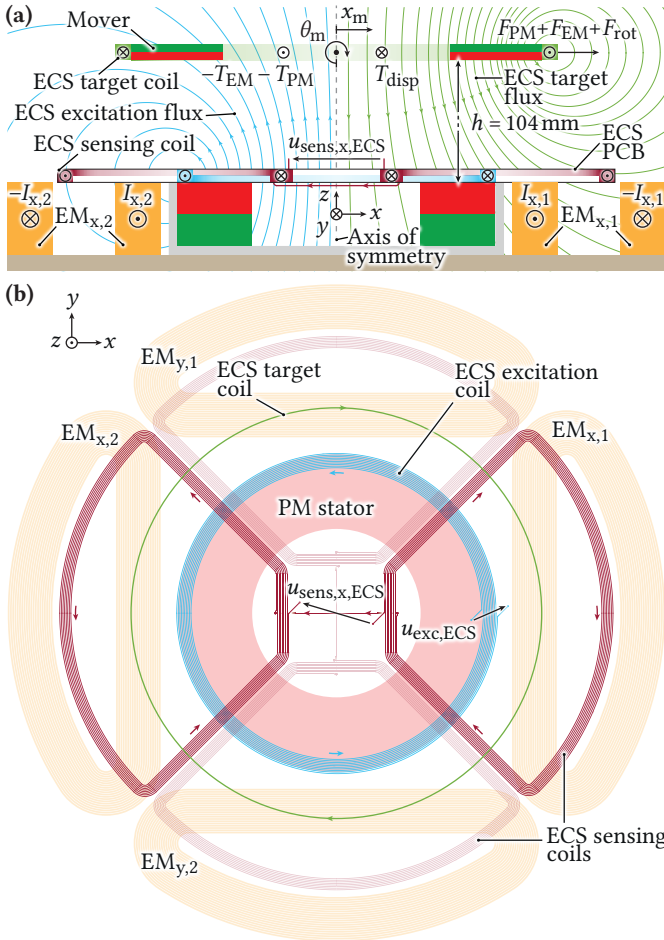 (a)
Mover
θm
xm
FPM+FEM+Frot
ECS target coil
−TEM − TPM
Tdisp
ECS target
flux
ECS excitation flux
ECS sensing coil
usens,x,ECS
h = 104 mm
ECS
PCB
−Ix,2
Ix,2
z
Ix,1
−Ix,1
EMx,2
y
x
EMx,1
Axis of
symmetry
(b)
y
z
x
EMy,1
ECS target
coil
ECS excitation
coil
EMx,2
EMx,1
PM stator
usens,x,ECS
uexc,ECS
EMy,2
ECS sensing
coils